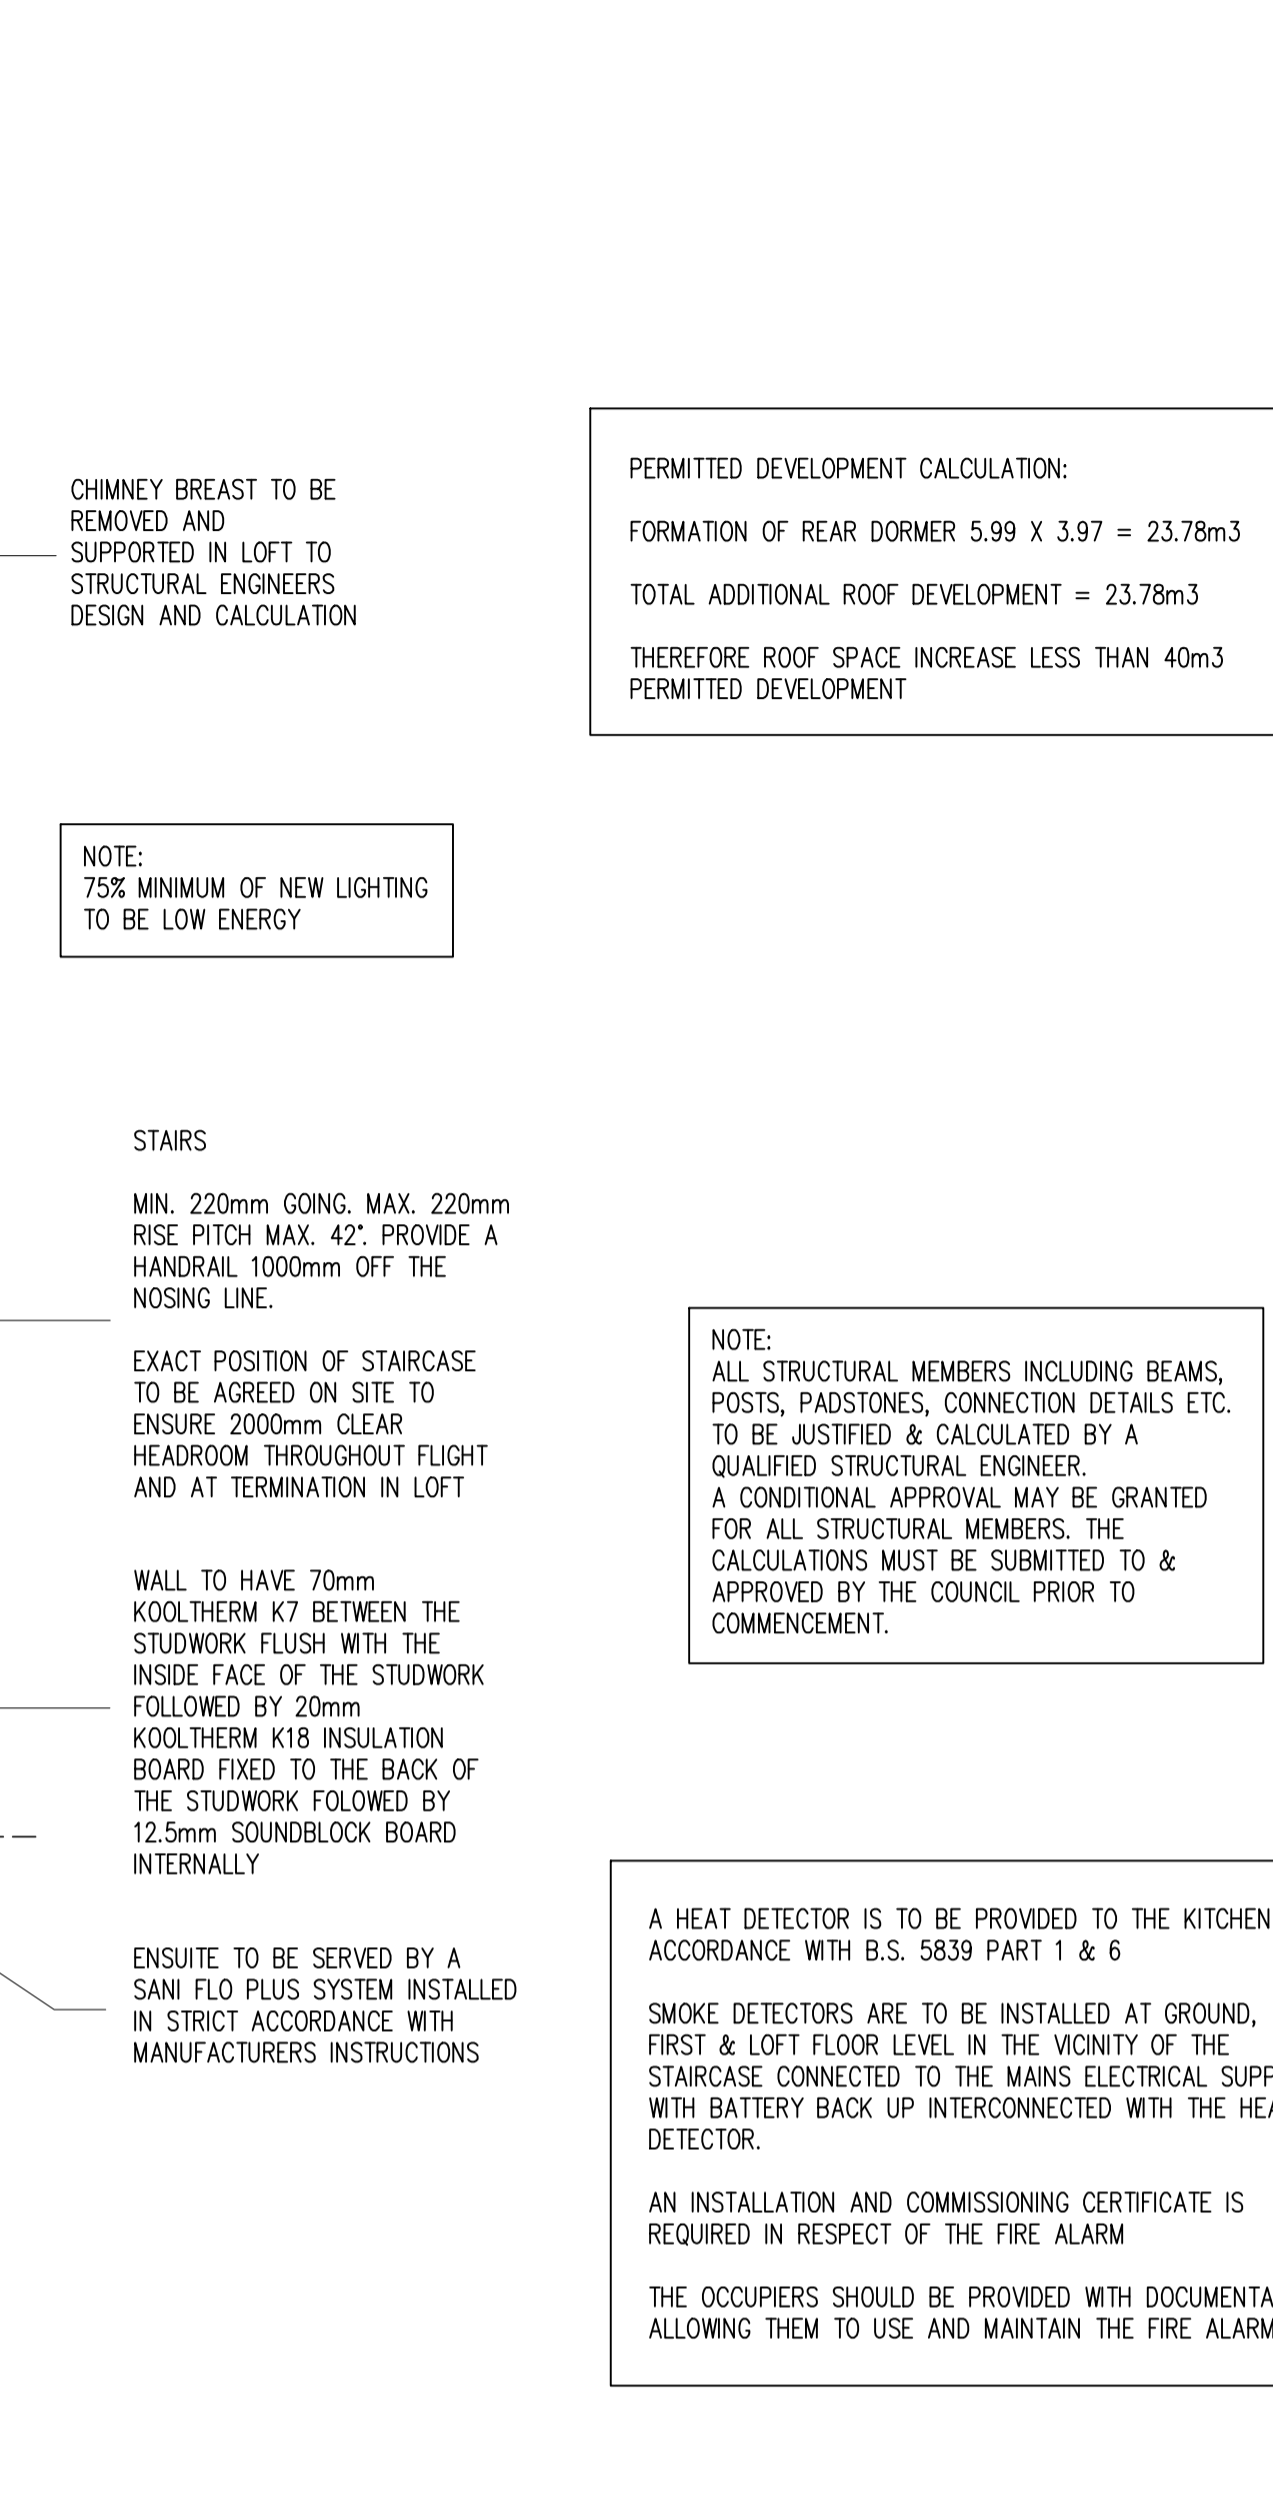 CHIMNEY BREAST TO BE
REMOVED AND
SUPPORTED IN LOFT TO
STRUCTURAL ENGINEERS
DESIGN AND CALCULATION
PERMITTED DEVELOPMENT CALCULATION:
FORMATION OF REAR DORMER 5.99 X 3.97 = 23.78m3
TOTAL ADDITIONAL ROOF DEVELOPMENT = 23.78m3
THEREFORE ROOF SPACE INCREASE LESS THAN 40m3
PERMITTED DEVELOPMENT
NOTE:
75% MINIMUM OF NEW LIGHTING
TO BE LOW ENERGY
STAIRS
MIN. 220mm GOING. MAX. 220mm
RISE PITCH MAX. 42°. PROVIDE A
HANDRAIL 1000mm OFF THE
NOSING LINE.
EXACT POSITION OF STAIRCASE
TO BE AGREED ON SITE TO
ENSURE 2000mm CLEAR
HEADROOM THROUGHOUT FLIGHT
AND AT TERMINATION IN LOFT
NOTE:
ALL STRUCTURAL MEMBERS INCLUDING BEAMS,
POSTS, PADSTONES, CONNECTION DETAILS ETC.
TO BE JUSTIFIED & CALCULATED BY A
QUALIFIED STRUCTURAL ENGINEER.
A CONDITIONAL APPROVAL MAY BE GRANTED
FOR ALL STRUCTURAL MEMBERS. THE
CALCULATIONS MUST BE SUBMITTED TO &
APPROVED BY THE COUNCIL PRIOR TO
COMMENCEMENT.
WALL TO HAVE 70mm
KOOLTHERM K7 BETWEEN THE
STUDWORK FLUSH WITH THE
INSIDE FACE OF THE STUDWORK
FOLLOWED BY 20mm
KOOLTHERM K18 INSULATION
BOARD FIXED TO THE BACK OF
THE STUDWORK FOLOWED BY
12.5mm SOUNDBLOCK BOARD
INTERNALLY
ENSUITE TO BE SERVED BY A
SANI FLO PLUS SYSTEM INSTALLED
IN STRICT ACCORDANCE WITH
MANUFACTURERS INSTRUCTIONS
A HEAT DETECTOR IS TO BE PROVIDED TO THE KITCHEN
ACCORDANCE WITH B.S. 5839 PART 1 & 6
SMOKE DETECTORS ARE TO BE INSTALLED AT GROUND,
FIRST & LOFT FLOOR LEVEL IN THE VICINITY OF THE
STAIRCASE CONNECTED TO THE MAINS ELECTRICAL
WITH BATTERY BACK UP INTERCONNECTED WITH THE
DETECTOR.
AN INSTALLATION AND COMMISSIONING CERTIFICATE IS
REQUIRED IN RESPECT OF THE FIRE ALARM
THE OCCUPIERS SHOULD BE PROVIDED WITH
ALLOWING THEM TO USE AND MAINTAIN THE FIRE ALARM